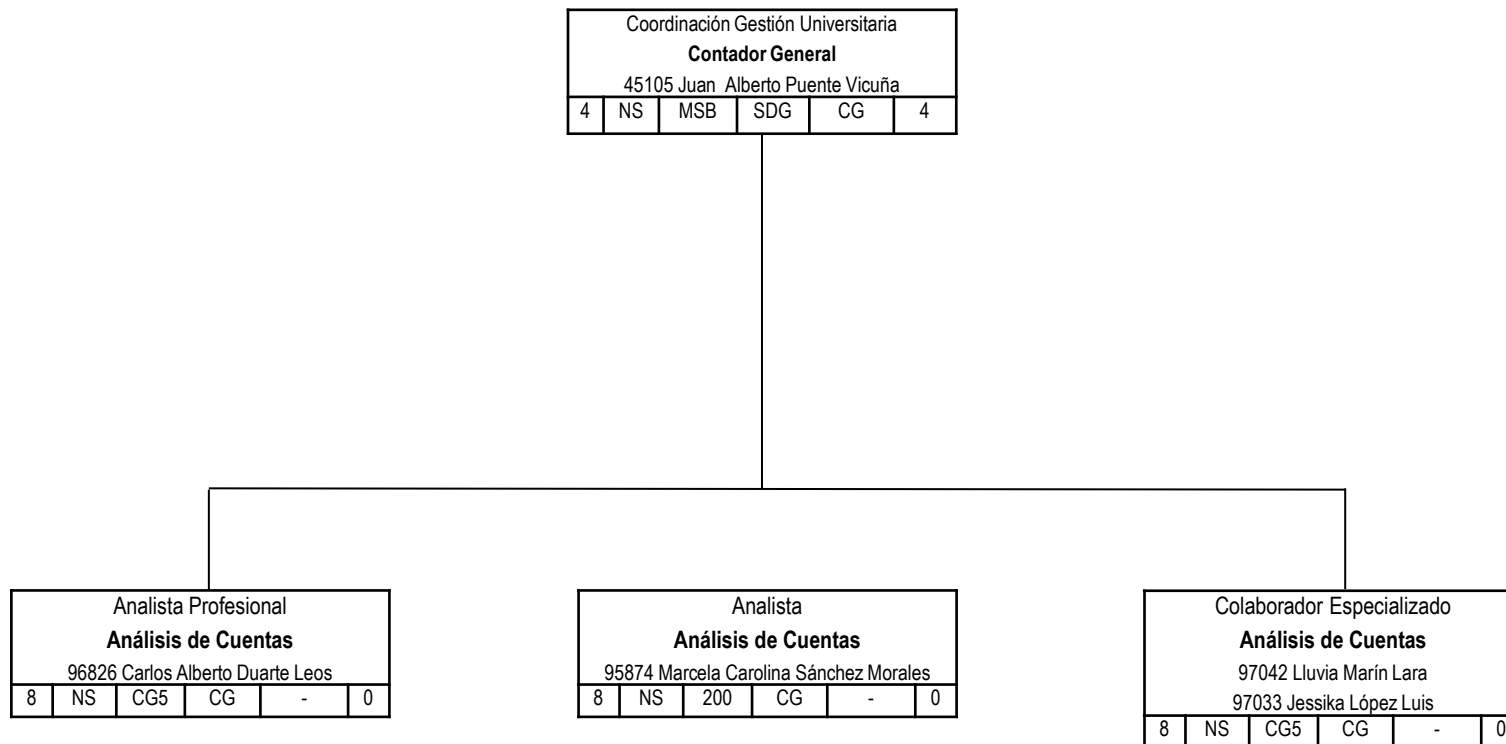 Coordinación Gestión Universitaria
Contador General
45105 Juan Alberto Puente Vicuña
4 NS MSB SDG CG 4
Analista Profesional
Análisis de Cuentas
96826 Carlos Alberto Duarte Leos
8 NS CG5 CG - 0
Analista
Análisis de Cuentas
95874 Marcela Carolina Sánchez Morales
8 NS 200 CG - 0
Colaborador Especializado
Análisis de Cuentas
97042 Lluvia Marín Lara
97033 Jessika López Luis
8 NS CG5 CG - 0